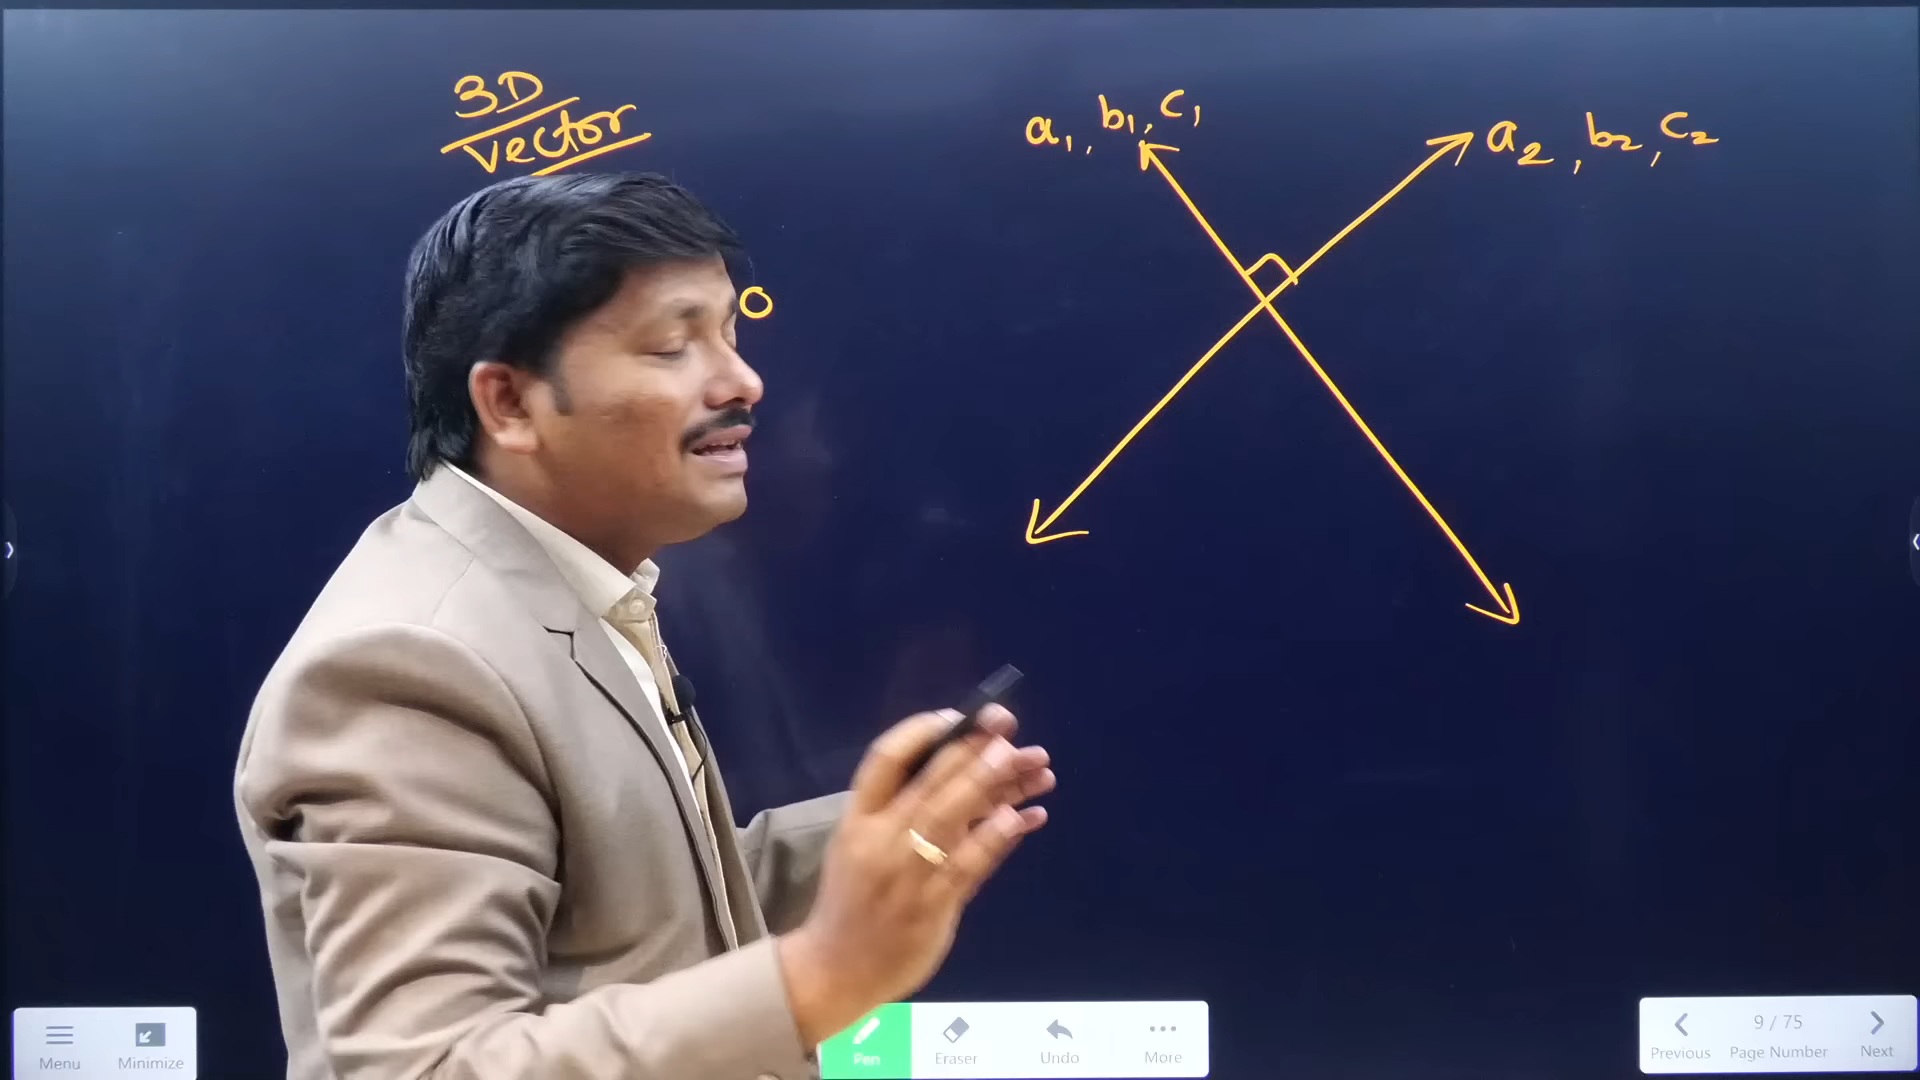 3D
vector
a₁, b₁, c₁
a₂, b₂, c₂
0
Menu
Minimize
Pen
Eraser
Undo
More
Previous
9 / 75
Page Number
Next